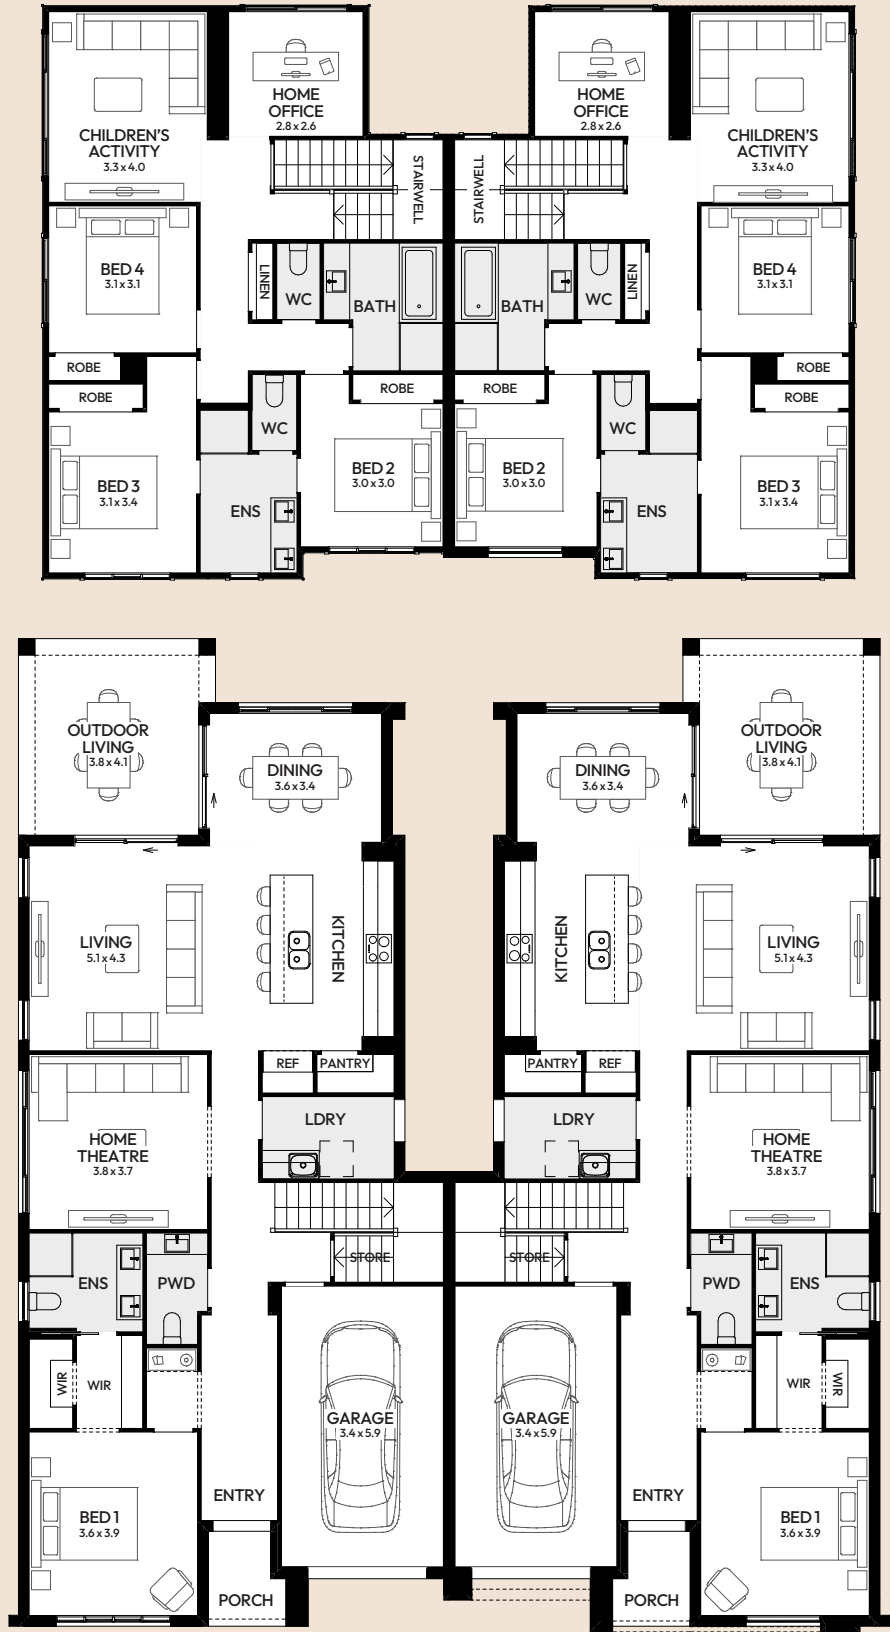 HOME
OFFICE
2.8 x 2.6
HOME
OFFICE
2.8 x 2.6
CHILDREN'S
ACTIVITY
3.3 x 4.0
CHILDREN'S
ACTIVITY
3.3 x 4.0
STAIRWELL
STAIRWELL
BED 4
3.1 x 3.1
LINEN
WC
BATH
BATH
WC
LINEN
BED 4
3.1 x 3.1
ROBE
ROBE
ROBE
ROBE
ROBE
ROBE
WC
WC
BED 3
3.1 x 3.4
ENS
BED 2
3.0 x 3.0
BED 2
3.0 x 3.0
ENS
BED 3
3.1 x 3.4
OUTDOOR
LIVING
3.8 x 4.1
DINING
3.6 x 3.4
DINING
3.6 x 3.4
OUTDOOR
LIVING
3.8 x 4.1
LIVING
5.1 x 4.3
KITCHEN
KITCHEN
LIVING
5.1 x 4.3
REF
PANTRY
PANTRY
REF
LDRY
LDRY
HOME
THEATRE
3.8 x 3.7
HOME
THEATRE
3.8 x 3.7
STORE
STORE
ENS
PWD
PWD
ENS
WIR
WIR
WIR
WIR
GARAGE
3.4 x 5.9
GARAGE
3.4 x 5.9
ENTRY
ENTRY
BED 1
3.6 x 3.9
BED 1
3.6 x 3.9
PORCH
PORCH